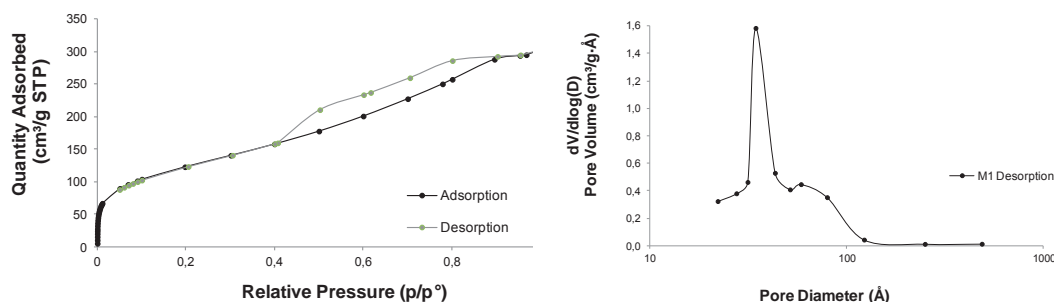 Quantity Adsorbed
(cm³/g STP)
350
300
250
200
150
100
50
0
Adsorption
Desorption
0
0,2
0,4
0,6
0,8
Relative Pressure (p/p°)
dV/dlog(D)
Pore Volume (cm³/g·Å)
1,6
1,4
1,2
1,0
0,8
0,6
0,4
0,2
0,0
M1 Desorption
10
100
1000
Pore Diameter (Å)